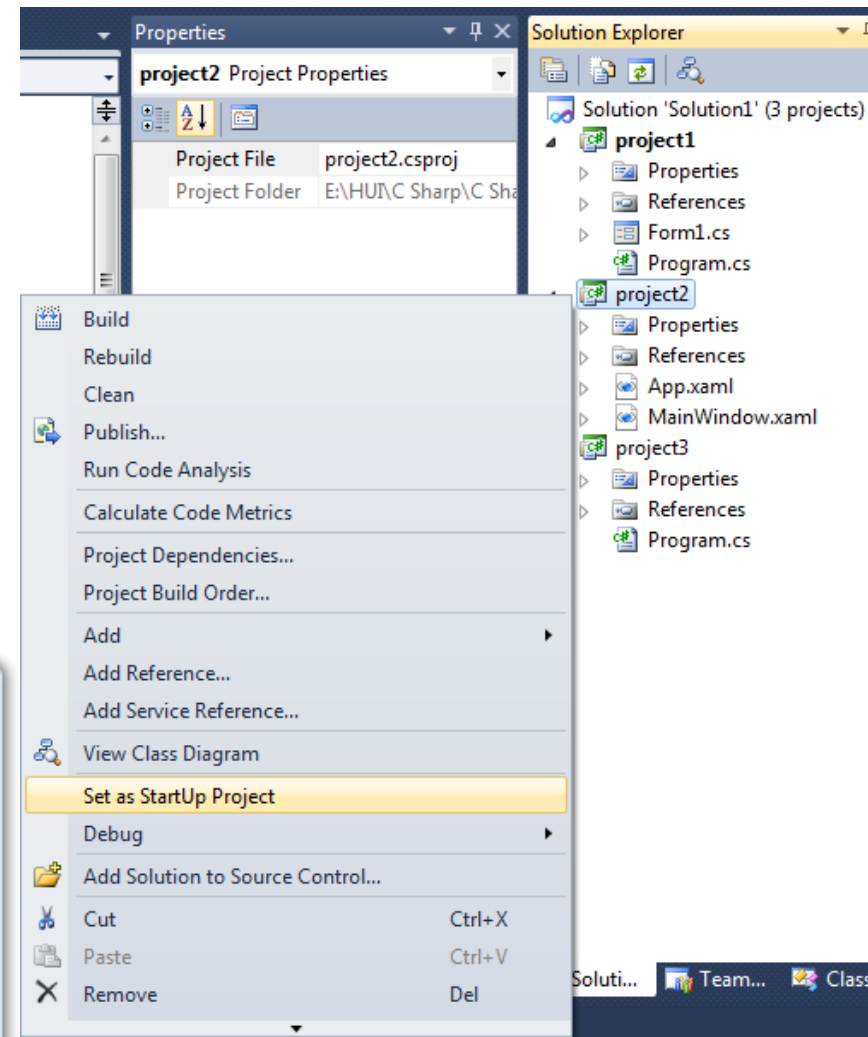 Properties
project2 Project Properties
Project File project2.csproj
Project Folder E:\HUI\C Sharp\C Sha
Solution Explorer
Solution 'Solution1' (3 projects)
project1
Properties
References
Form1.cs
Program.cs
project2
Properties
References
App.xaml
MainWindow.xaml
project3
Properties
References
Program.cs
Build
Rebuild
Clean
Publish...
Run Code Analysis
Calculate Code Metrics
Project Dependencies...
Project Build Order...
Add
Add Reference...
Add Service Reference...
View Class Diagram
Set as StartUp Project
Debug
Add Solution to Source Control...
Cut Ctrl+X
Paste Ctrl+V
Remove Del
Soluti... Team... Class